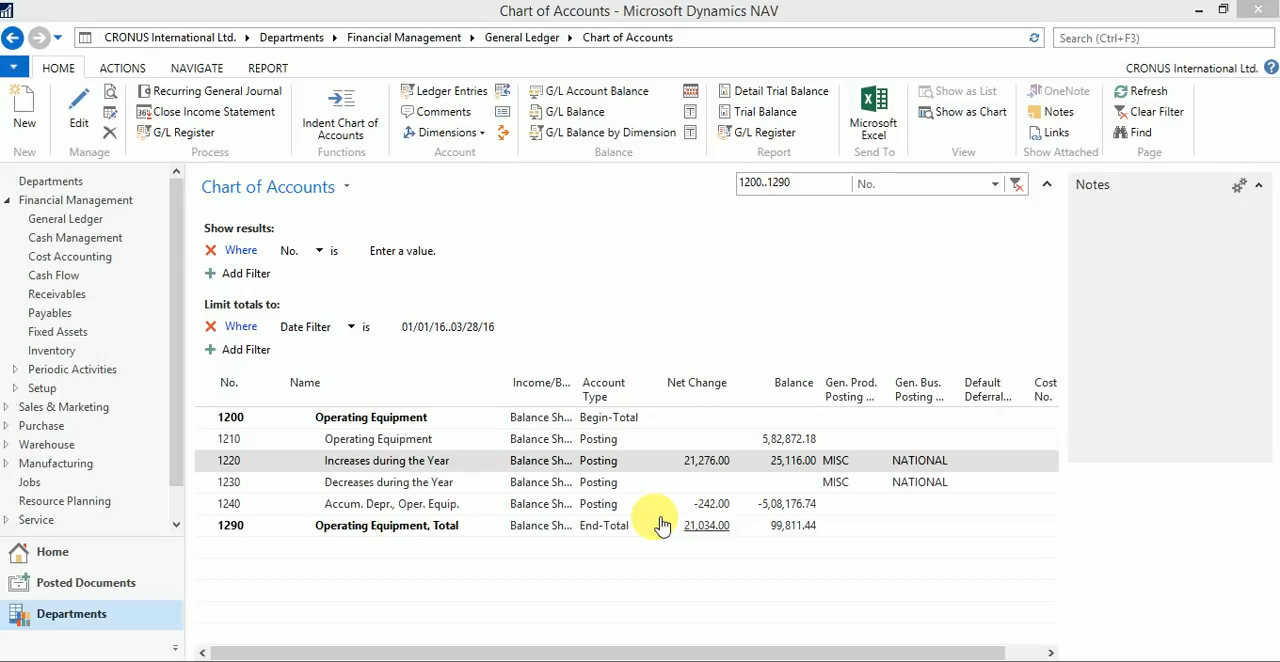 Chart of Accounts - Microsoft Dynamics NAV
CRONUS International Ltd. Departments Financial Management General Ledger Chart of Accounts
Search (Ctrl+F3)
HOME ACTIONS NAVIGATE REPORT
CRONUS International Ltd.
New
New
Edit
Manage
Recurring General Journal
Close Income Statement
G/L Register
Process
Indent Chart of
Accounts
Functions
Ledger Entries
Comments
Dimensions
Account
G/L Account Balance
G/L Balance
G/L Balance by Dimension
Balance
Detail Trial Balance
Trial Balance
G/L Register
Report
Microsoft
Excel
Send To
Show as List
Show as Chart
View
OneNote
Notes
Links
Show Attached
Refresh
Clear Filter
Find
Page
Departments
Financial Management
General Ledger
Cash Management
Cost Accounting
Cash Flow
Receivables
Payables
Fixed Assets
Inventory
Periodic Activities
Setup
Sales & Marketing
Purchase
Warehouse
Manufacturing
Jobs
Resource Planning
Service
Home
Posted Documents
Departments
Chart of Accounts
1200..1290 No.
Show results:
Where No. is Enter a value.
Add Filter
Limit totals to:
Where Date Filter is 01/01/16..03/28/16
Add Filter
No. Name Income/B... Account Type Net Change Balance Gen. Prod. Posting ... Gen. Bus. Posting ... Default Deferral... Cost No.
1200 Operating Equipment Balance Sh... Begin-Total
1210 Operating Equipment Balance Sh... Posting 5,82,872.18
1220 Increases during the Year Balance Sh... Posting 21,276.00 25,116.00 MISC NATIONAL
1230 Decreases during the Year Balance Sh... Posting MISC NATIONAL
1240 Accum. Depr., Oper. Equip. Balance Sh... Posting -242.00 -5,08,176.74
1290 Operating Equipment, Total Balance Sh... End-Total 21,034.00 99,811.44
Notes